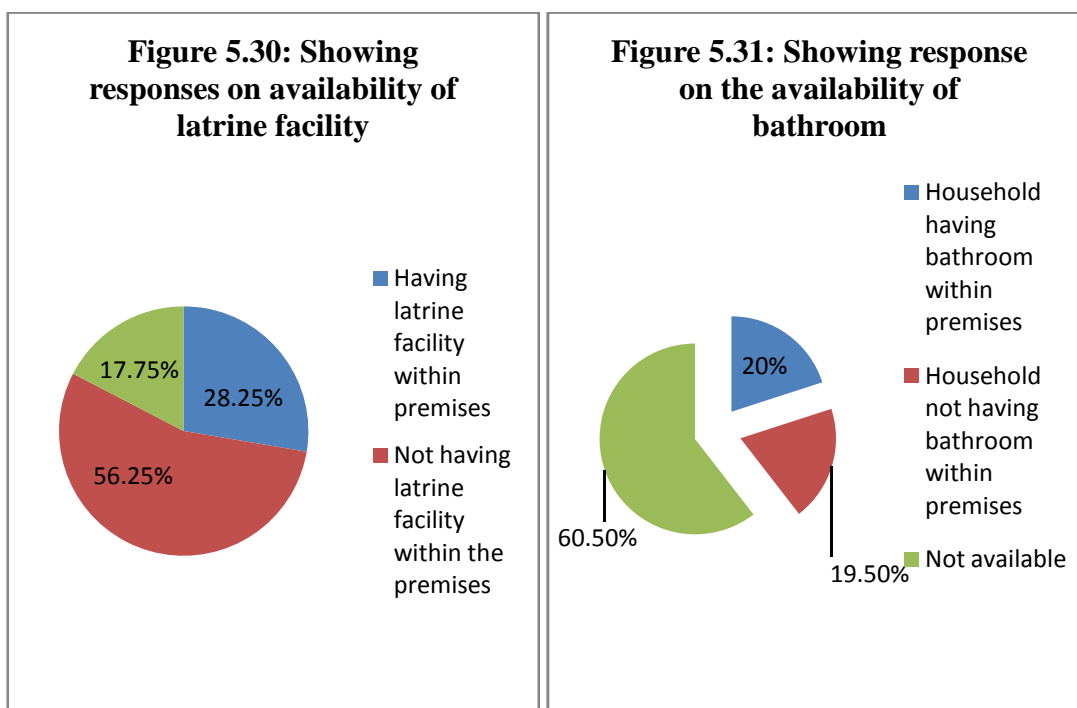 Figure 5.30: Showing
responses on availability of
latrine facility
17.75%
28.25%
56.25%
Having
latrine
facility
within
premises
Not having
latrine
facility
within the
premises
Figure 5.31: Showing response
on the availability of
bathroom
20%
60.50%
19.50%
Household
having
bathroom
within
premises
Household
not having
bathroom
within
premises
Not available